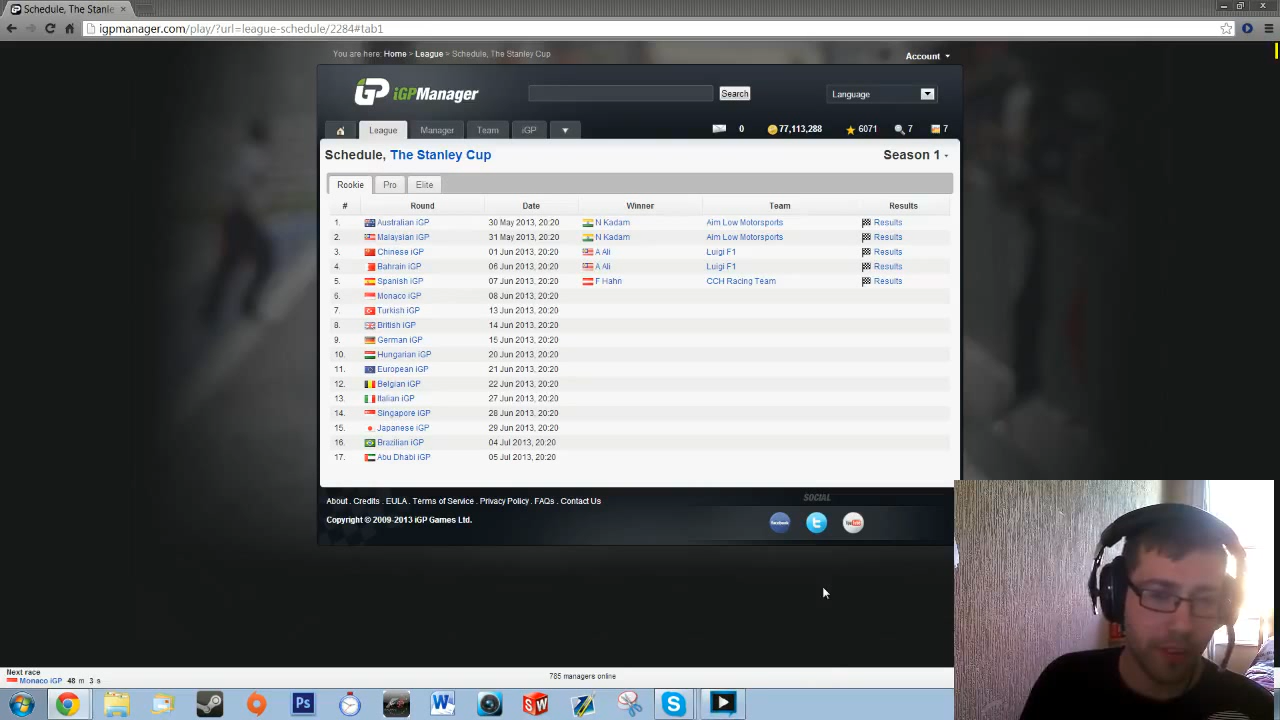 Schedule, The Stanle
igpmanager.com/play/?url=league-schedule/2284#tab1
You are here: Home > League > Schedule, The Stanley Cup
Account
iGPManager
Search
Language
League Manager Team iGP
0 77,113,288 6071 7 7
Schedule, The Stanley Cup
Season 1
Rookie Pro Elite
# Round Date Winner Team Results
1. Australian iGP 30 May 2013, 20:20 N Kadam Aim Low Motorsports Results
2. Malaysian iGP 31 May 2013, 20:20 N Kadam Aim Low Motorsports Results
3. Chinese iGP 01 Jun 2013, 20:20 A Ali Luigi F1 Results
4. Bahrain iGP 06 Jun 2013, 20:20 A Ali Luigi F1 Results
5. Spanish iGP 07 Jun 2013, 20:20 F Hahn CCH Racing Team Results
6. Monaco iGP 08 Jun 2013, 20:20
7. Turkish iGP 13 Jun 2013, 20:20
8. British iGP 14 Jun 2013, 20:20
9. German iGP 15 Jun 2013, 20:20
10. Hungarian iGP 20 Jun 2013, 20:20
11. European iGP 21 Jun 2013, 20:20
12. Belgian iGP 22 Jun 2013, 20:20
13. Italian iGP 27 Jun 2013, 20:20
14. Singapore iGP 28 Jun 2013, 20:20
15. Japanese iGP 29 Jun 2013, 20:20
16. Brazilian iGP 04 Jul 2013, 20:20
17. Abu Dhabi iGP 05 Jul 2013, 20:20
About . Credits . EULA . Terms of Service . Privacy Policy . FAQs . Contact Us
SOCIAL
Copyright © 2009-2013 iGP Games Ltd.
facebook
You Tube
Next race
Monaco iGP 48 m 3 s
785 managers online
Ps
W
SW
S